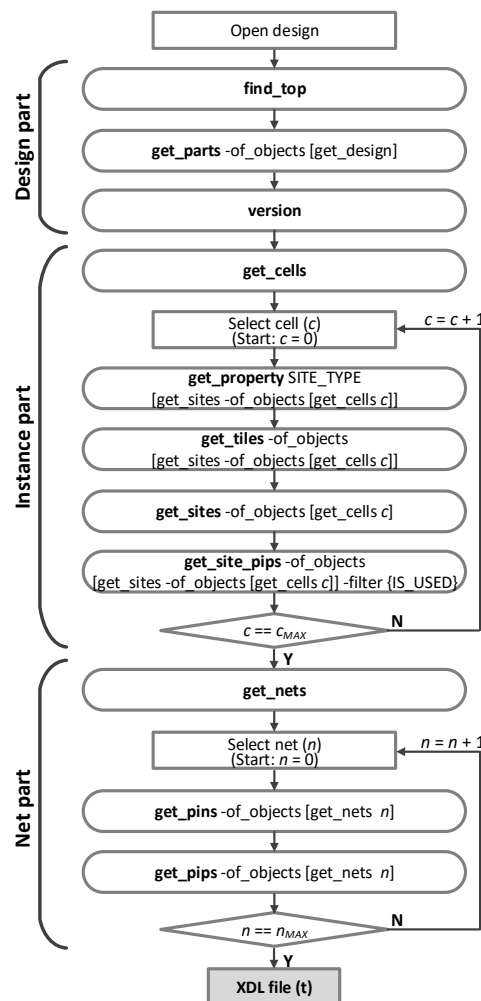 Open design
Design part
find_top
get_parts -of_objects [get_design]
version
Instance part
get_cells
Select cell (c)
(Start: c = 0)
c = c + 1
get_property SITE_TYPE
[get_sites -of_objects [get_cells c]]
get_tiles -of_objects
[get_sites -of_objects [get_cells c]]
get_sites -of_objects [get_cells c]
get_site_pips -of_objects
[get_sites -of_objects [get_cells c]] -filter {IS_USED}
c == cMAX
N
Y
Net part
get_nets
Select net (n)
(Start: n = 0)
n = n + 1
get_pins -of_objects [get_nets n]
get_pips -of_objects [get_nets n]
n == nMAX
N
Y
XDL file (t)